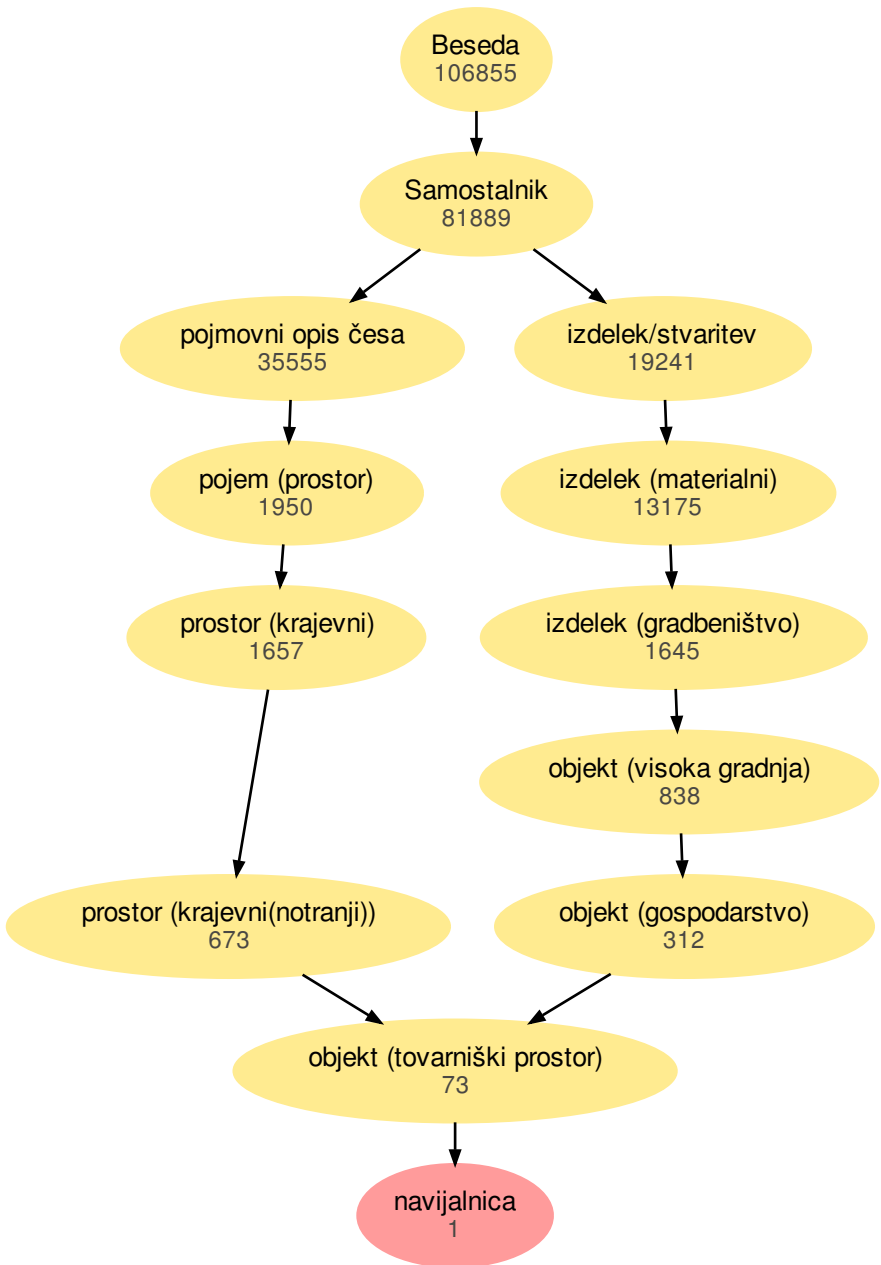 Beseda
106855
Samostalnik
81889
pojmovni opis česa
35555
izdelek/stvaritev
19241
pojem (prostor)
1950
izdelek (materialni)
13175
prostor (krajevni)
1657
izdelek (gradbeništvo)
1645
objekt (visoka gradnja)
838
prostor (krajevni(notranji))
673
objekt (gospodarstvo)
312
objekt (tovarniški prostor)
73
navijalnica
1